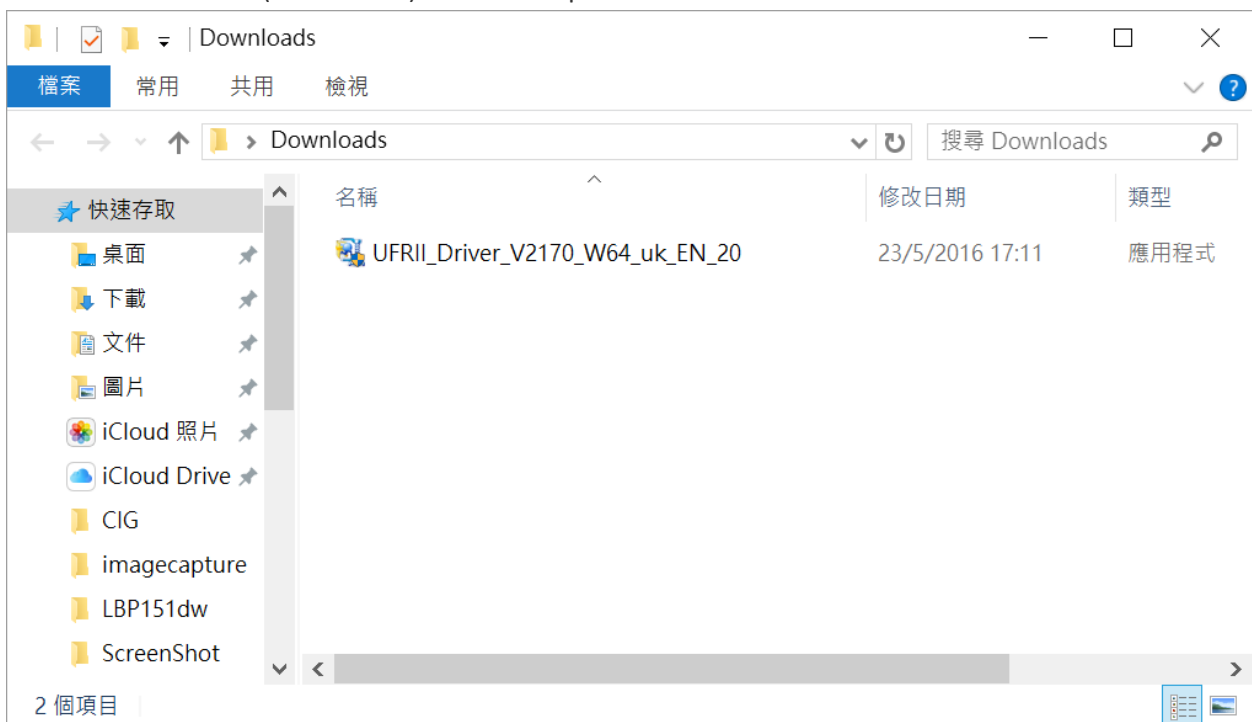 Downloads
檔案 常用 共用 檢視
Downloads 搜尋 Downloads
快速存取
桌面
下載
文件
圖片
iCloud 照片
iCloud Drive
CIG
imagecapture
LBP151dw
ScreenShot
名稱 修改日期 類型
UFRII_Driver_V2170_W64_uk_EN_20 23/5/2016 17:11 應用程式
2 個項目